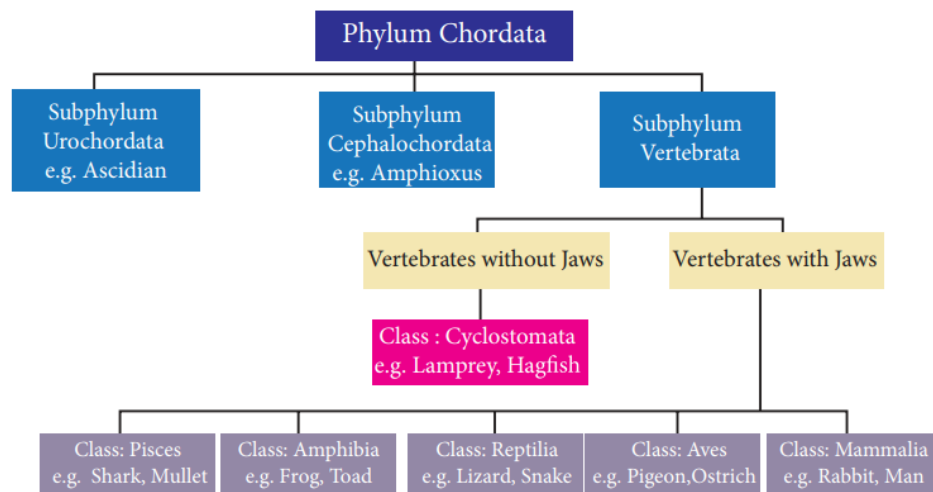 Phylum Chordata
Subphylum
Urochordata
e.g. Ascidian
Subphylum
Cephalochordata
e.g. Amphioxus
Subphylum
Vertebrata
Vertebrates without Jaws
Vertebrates with Jaws
Class : Cyclostomata
e.g. Lamprey, Hagfish
Class: Pisces
e.g. Shark, Mullet
Class: Amphibia
e.g. Frog, Toad
Class: Reptilia
e.g. Lizard, Snake
Class: Aves
e.g. Pigeon,Ostrich
Class: Mammalia
e.g. Rabbit, Man